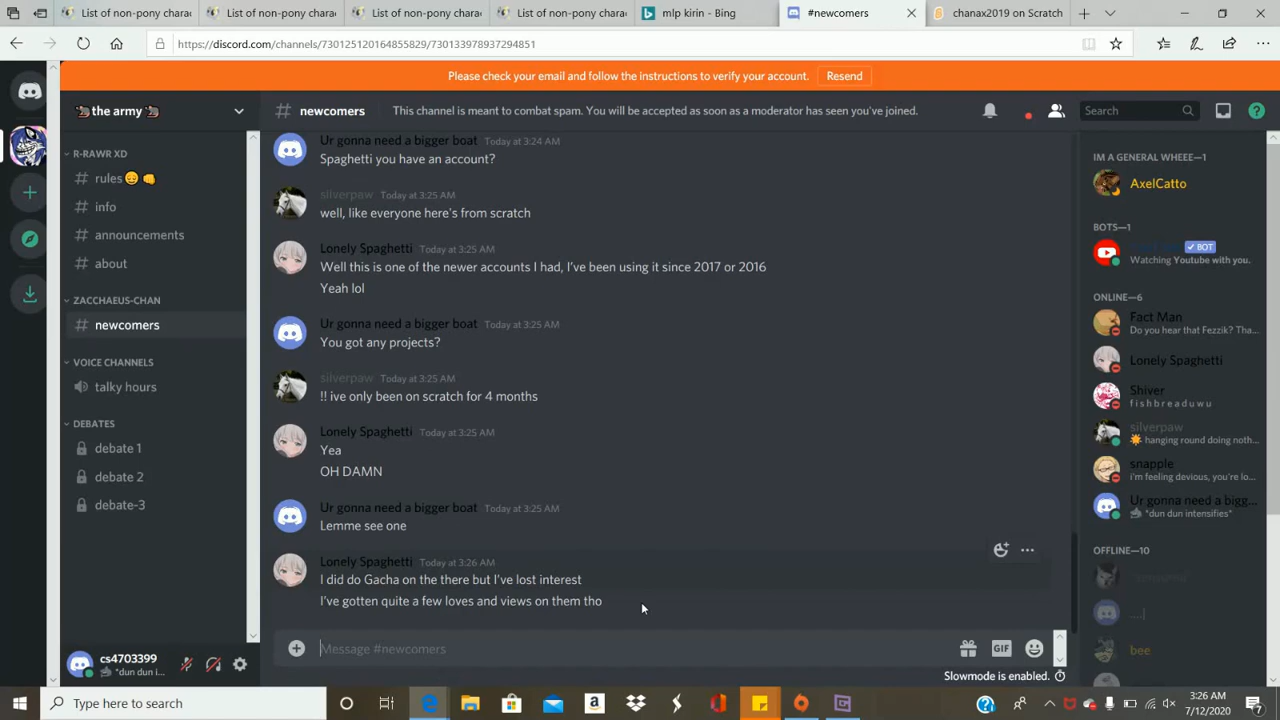 List of non-pony chara
List of non-pony chara
List of non-pony chara
List of non-pony chara
mlp kirin - Bing
#newcomers
chanax2019 on Scratch
https://discord.com/channels/730125120164855829/730133978937294851
Please check your email and follow the instructions to verify your account.
Resend
the army
# newcomers
This channel is meant to combat spam. You will be accepted as soon as a moderator has seen you've joined.
Search
R-RAWR XD
# rules
# info
# announcements
# about
ZACCHAEUS-CHAN
# newcomers
VOICE CHANNELS
talky hours
DEBATES
debate 1
debate 2
debate-3
cs4703399
*dun dun i...
Ur gonna need a bigger boat Today at 3:24 AM
Spaghetti you have an account?
silverpaw Today at 3:25 AM
well, like everyone here's from scratch
Lonely Spaghetti Today at 3:25 AM
Well this is one of the newer accounts I had, I've been using it since 2017 or 2016
Yeah lol
Ur gonna need a bigger boat Today at 3:25 AM
You got any projects?
silverpaw Today at 3:25 AM
!! ive only been on scratch for 4 months
Lonely Spaghetti Today at 3:25 AM
Yea
OH DAMN
Ur gonna need a bigger boat Today at 3:25 AM
Lemme see one
Lonely Spaghetti Today at 3:26 AM
I did do Gacha on the there but I've lost interest
I've gotten quite a few loves and views on them tho
Message #newcomers
GIF
Slowmode is enabled.
IM A GENERAL WHEEE—1
AxelCatto
BOTS—1
BOT
Watching Youtube with you.
ONLINE—6
Fact Man
Do you hear that Fezzik? Tha...
Lonely Spaghetti
Shiver
f i s h b r e a d u w u
silverpaw
hanging round doing noth...
snapple
i'm feeling devious, you're lo...
Ur gonna need a bigg...
*dun dun intensifies*
OFFLINE—10
....|
bee
Type here to search
3:26 AM
7/12/2020